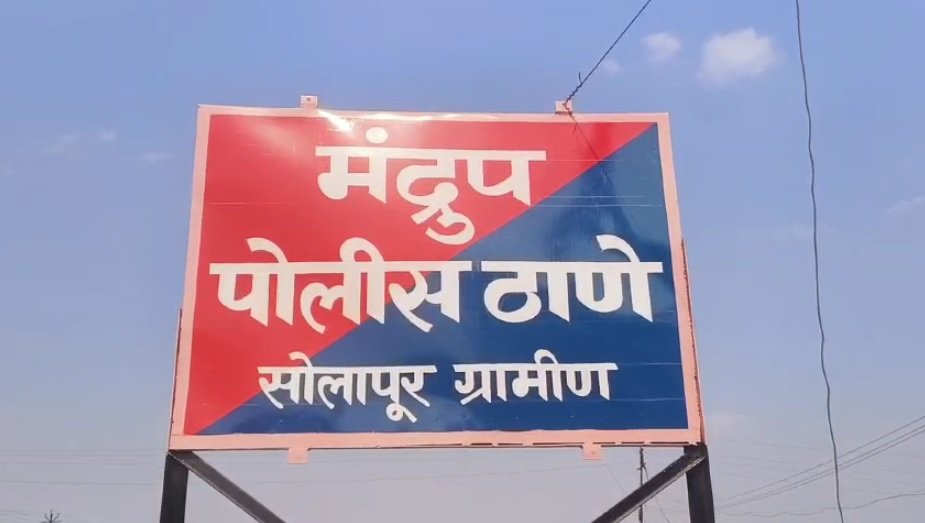 मंद्रुप
पोलीस ठाणे
सोलापूर ग्रामीण